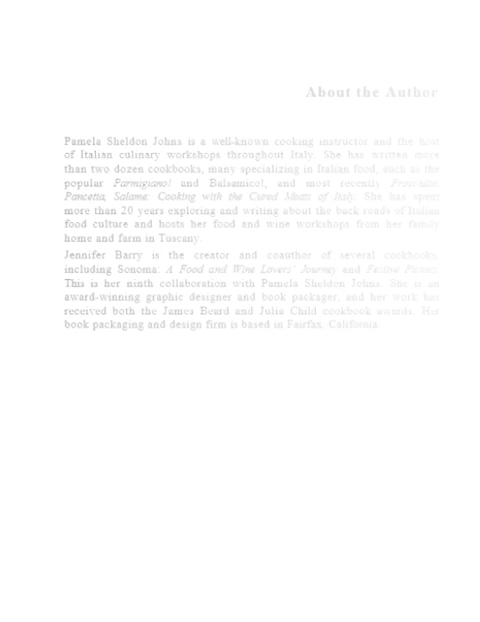 About the Author
Pamela Sheldon Johns is a well-known cooking instructor and the host
of Italian culinary workshops throughout Italy. She has written more
than two dozen cookbooks, many specializing in Italian food, such as the
popular Parmigiano! and Balsamico!, and most recently Prosciutto,
Pancetta, Salame: Cooking with the Cured Meats of Italy. She has spent
more than 20 years exploring and writing about the back roads of Italian
food culture and hosts her food and wine workshops from her family
home and farm in Tuscany.
Jennifer Barry is the creator and coauthor of several cookbooks,
including Sonoma: A Food and Wine Lovers' Journey and Festive Picnics.
This is her ninth collaboration with Pamela Sheldon Johns. She is an
award-winning graphic designer and book packager, and her work has
received both the James Beard and Julia Child cookbook awards. Her
book packaging and design firm is based in Fairfax, California.